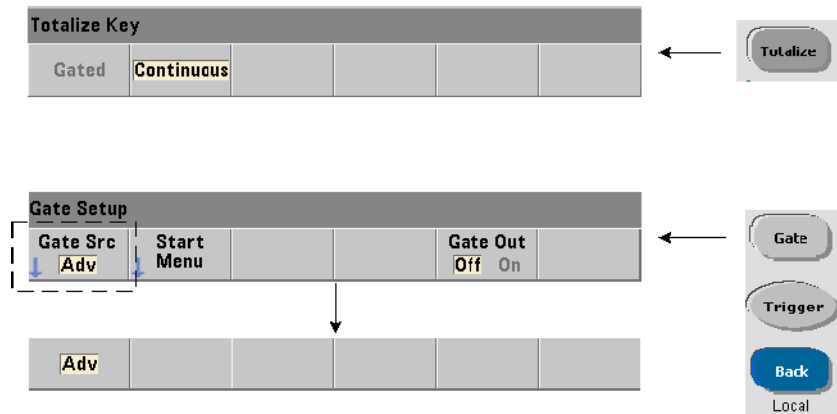 Totalize Key
Gated Continuous
Totalize
Gate Setup
Gate Src Start Gate Out
Adv Menu Off On
Gate
Trigger
Adv
Back
Local